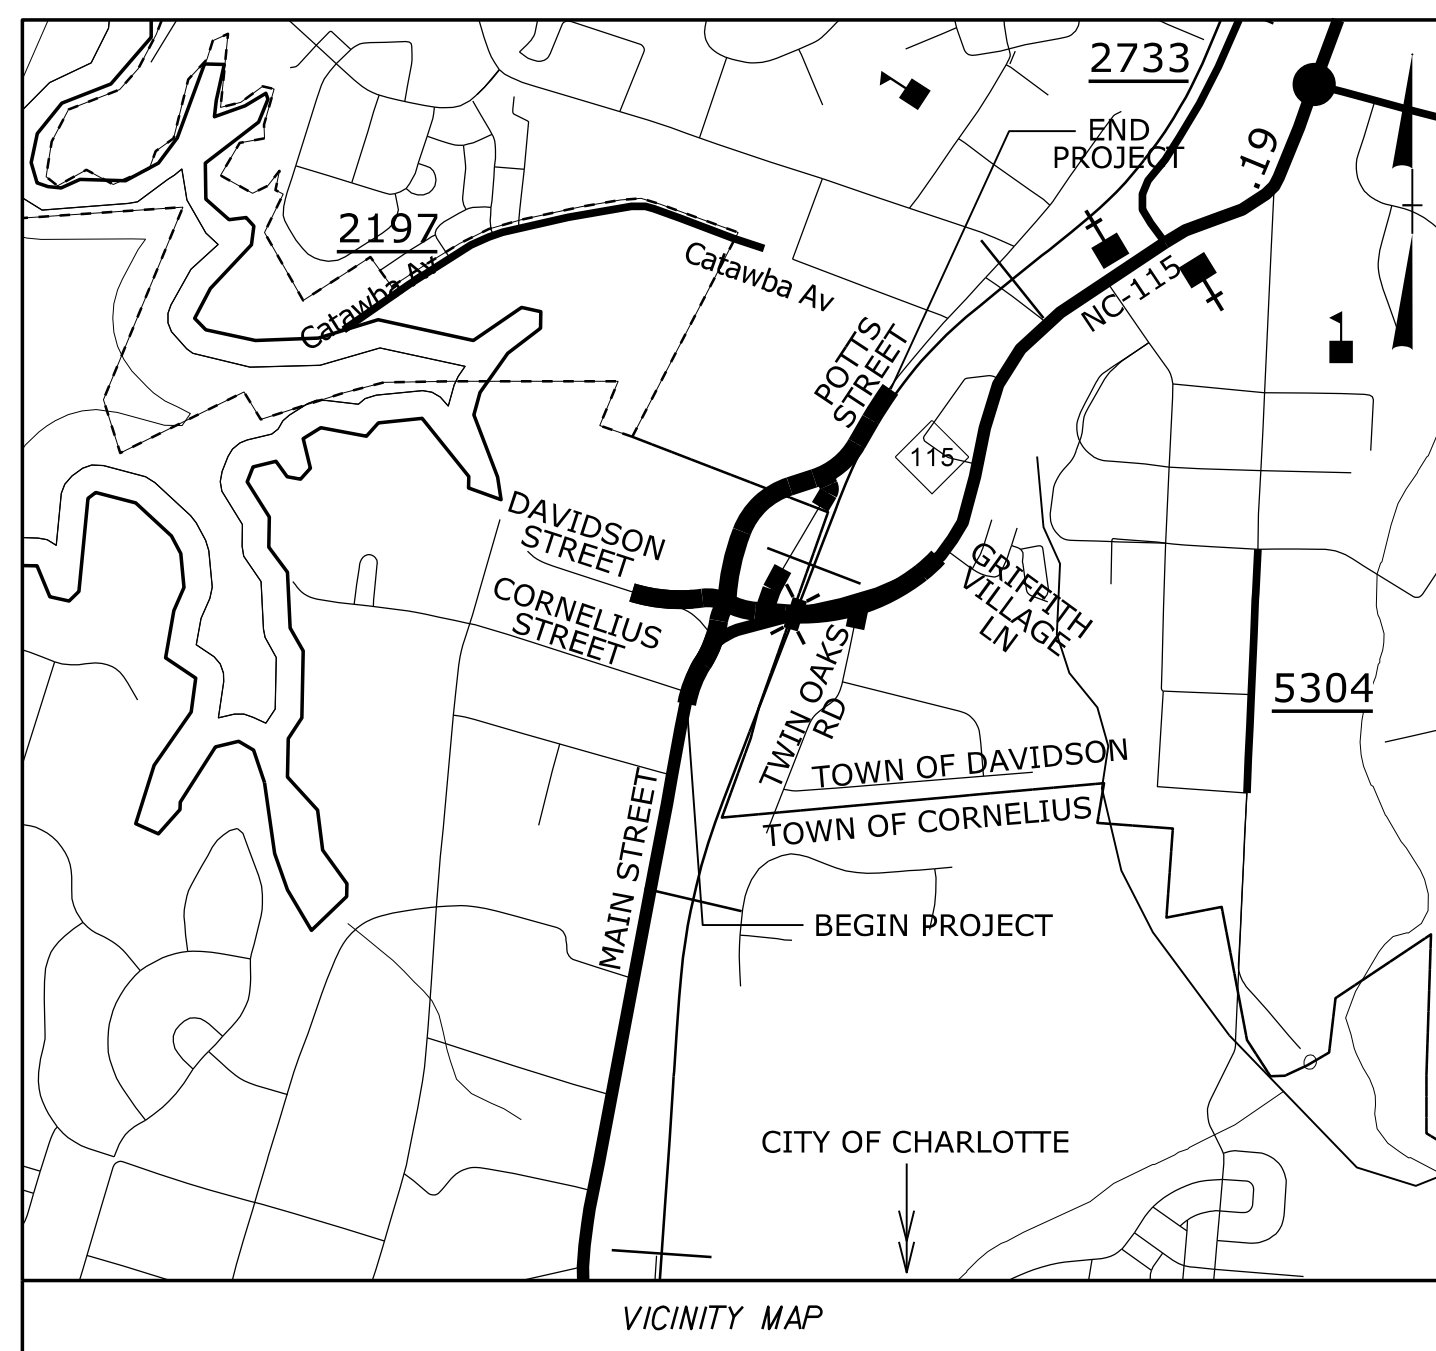 2733
END
PROJECT
.19
2197
Catawba Av
Catawba Av
NC-115
POTTS
STREET
115
DAVIDSON
STREET
CORNELIUS
STREET
GRIFFITH
VILLAGE
LN
TWIN OAKS
RD
5304
TOWN OF DAVIDSON
TOWN OF CORNELIUS
MAIN STREET
BEGIN PROJECT
CITY OF CHARLOTTE
VICINITY MAP